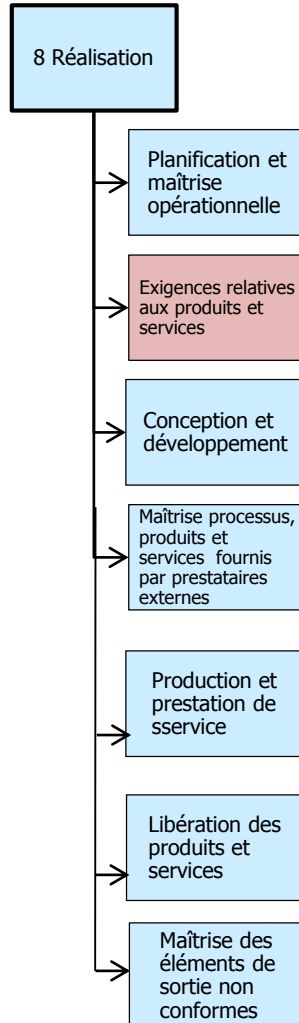 8 Réalisation
Planification et
maîtrise
opérationnelle
Exigences relatives
aux produits et
services
Conception et
développement
Maîtrise processus,
produits et
services fournis
par prestataires
externes
Production et
prestation de
sservice
Libération des
produits et
services
Maîtrise des
éléments de
sortie non
conformes